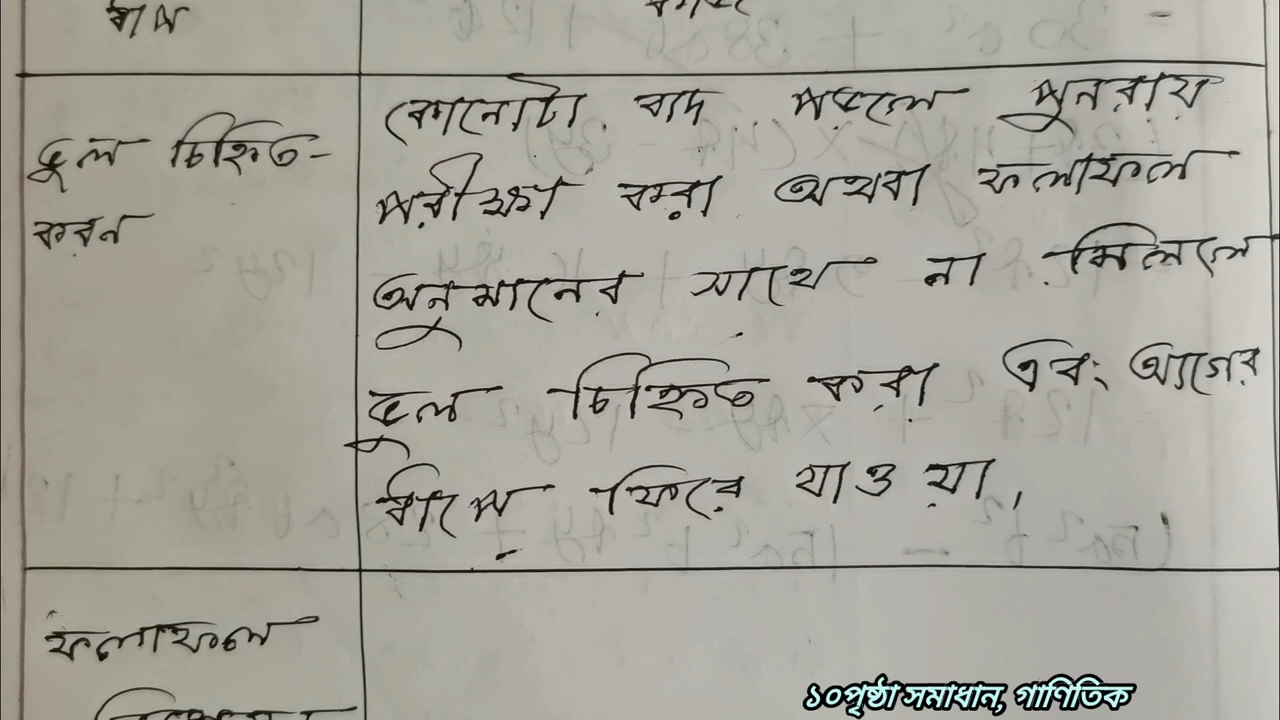 ধাপ
ভুল চিহ্নিত-
করন
কোনোটা বাদ পড়লে পুনরায়
পরীক্ষা করা অথবা ফলাফল
অনুমানের সাথে না মিললে
ভুল চিহ্নিত করা এবং আগের
ধাপে ফিরে যাওয়া,
ফলাফল
১০পৃষ্ঠা সমাধান, গাণিতিক